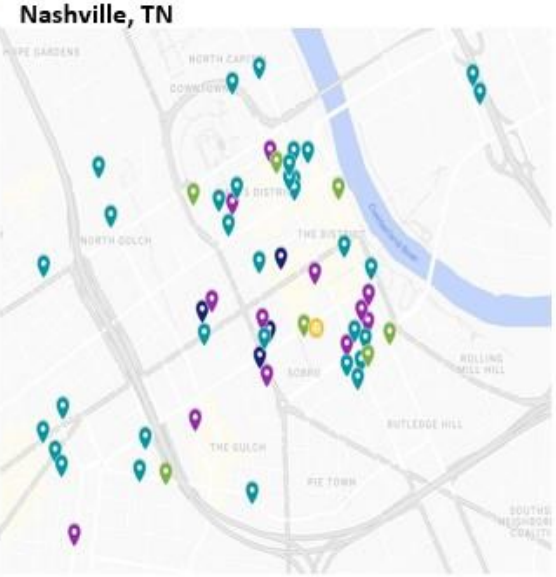 Nashville, TN
HOPE GARDENS
NORTH CAPITOL
DOWNTOWN
NORTH GULCH
THE DISTRICT
Cumberland River
SOBRO
ROLLING
MILL HILL
RUTLEDGE HILL
THE GULCH
PIE TOWN